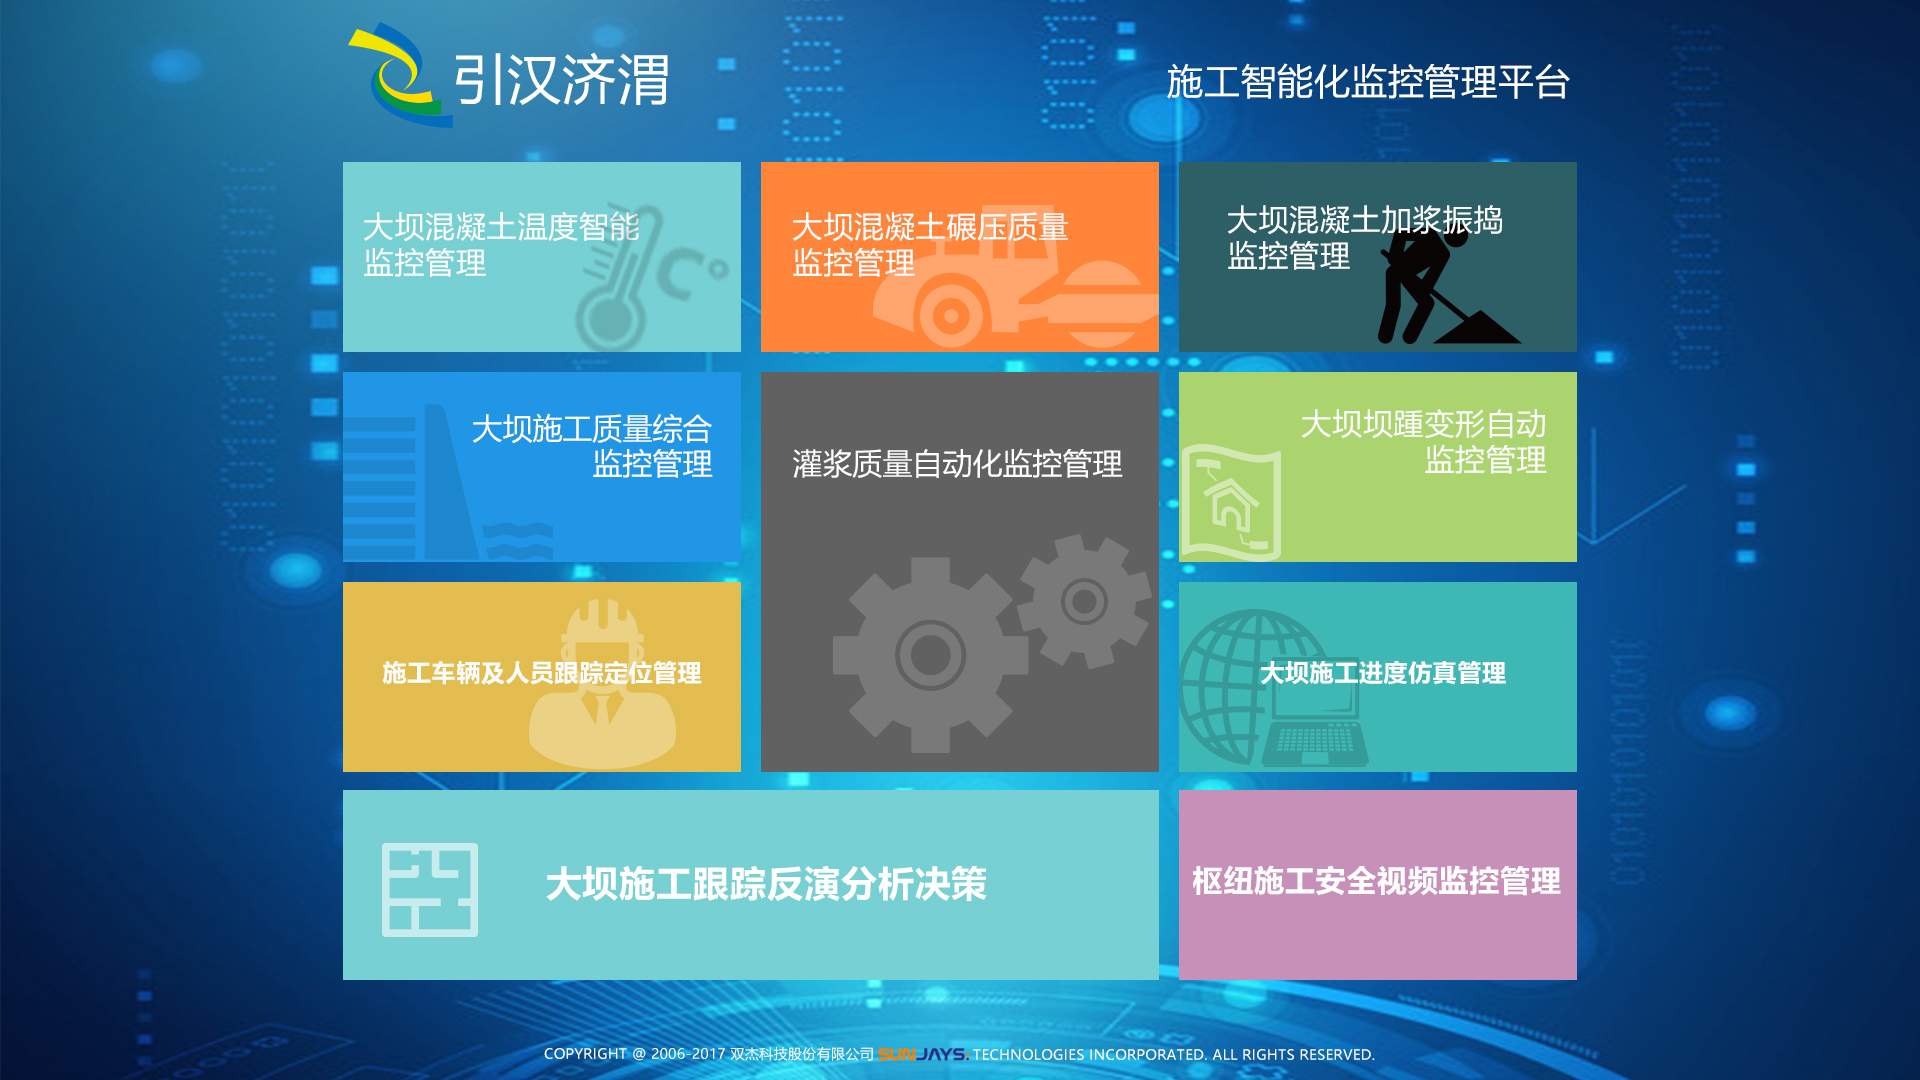 引汉济渭
施工智能化监控管理平台
大坝混凝土温度智能
监控管理
大坝混凝土碾压质量
监控管理
大坝混凝土加浆振捣
监控管理
大坝施工质量综合
监控管理
灌浆质量自动化监控管理
大坝坝踵变形自动
监控管理
施工车辆及人员跟踪定位管理
大坝施工进度仿真管理
大坝施工跟踪反演分析决策
枢纽施工安全视频监控管理
COPYRIGHT @ 2006-2017 双杰科技股份有限公司 SUNJAYS. TECHNOLOGIES INCORPORATED. ALL RIGHTS RESERVED.